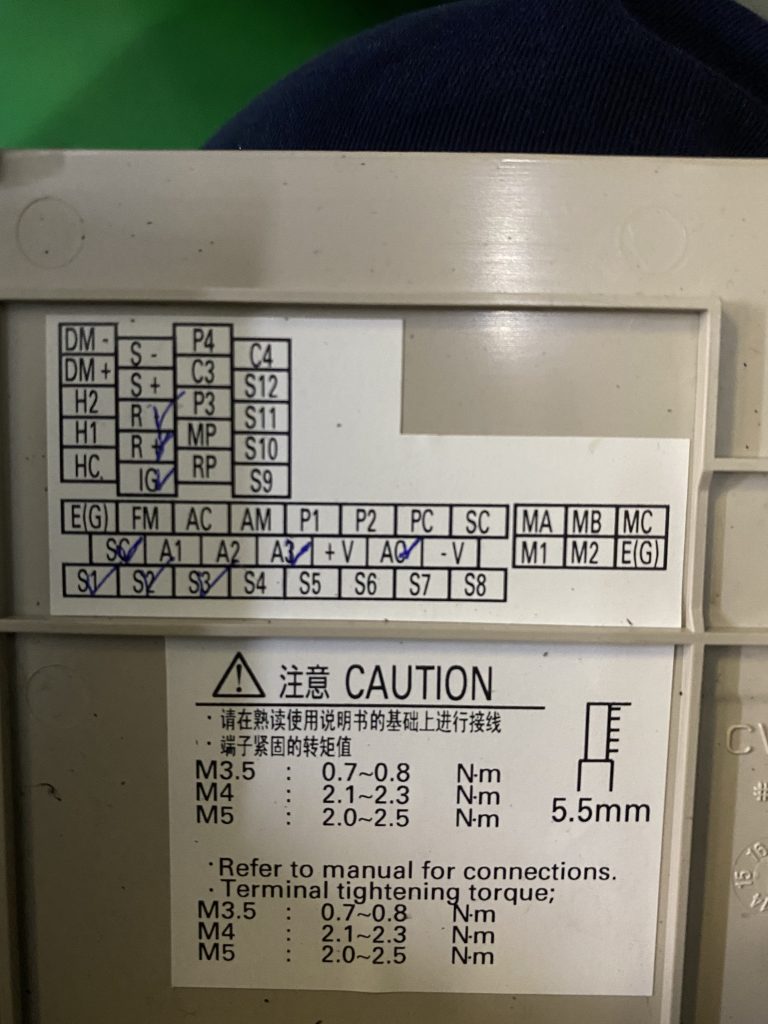 DM - S - P4 C4
DM + S + C3 S12
H2 R P3 S11
H1 R + MP S10
HC IG RP S9
E(G) FM AC AM P1 P2 PC SC MA MB MC
SC A1 A2 A3 + V AC - V M1 M2 E(G)
S1 S2 S3 S4 S5 S6 S7 S8
注意 CAUTION
·请在熟读使用说明书的基础上进行接线
·端子紧固的转矩值
M3.5 : 0.7~0.8 N·m
M4 : 2.1~2.3 N·m
M5 : 2.0~2.5 N·m
5.5mm
·Refer to manual for connections.
·Terminal tightening torque;
M3.5 : 0.7~0.8 N·m
M4 : 2.1~2.3 N·m
M5 : 2.0~2.5 N·m
15 16